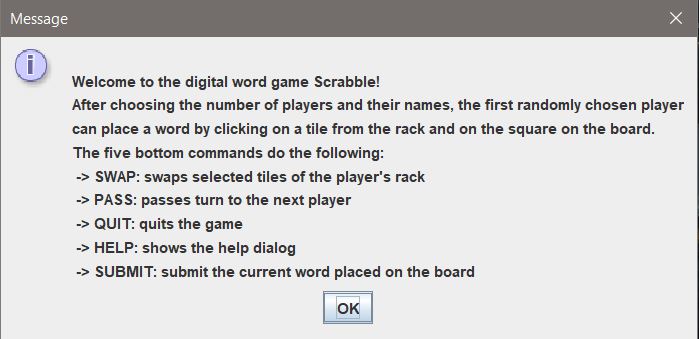 Message
Welcome to the digital word game Scrabble!
After choosing the number of players and their names, the first randomly chosen player
can place a word by clicking on a tile from the rack and on the square on the board.
The five bottom commands do the following:
-> SWAP: swaps selected tiles of the player's rack
-> PASS: passes turn to the next player
-> QUIT: quits the game
-> HELP: shows the help dialog
-> SUBMIT: submit the current word placed on the board
OK